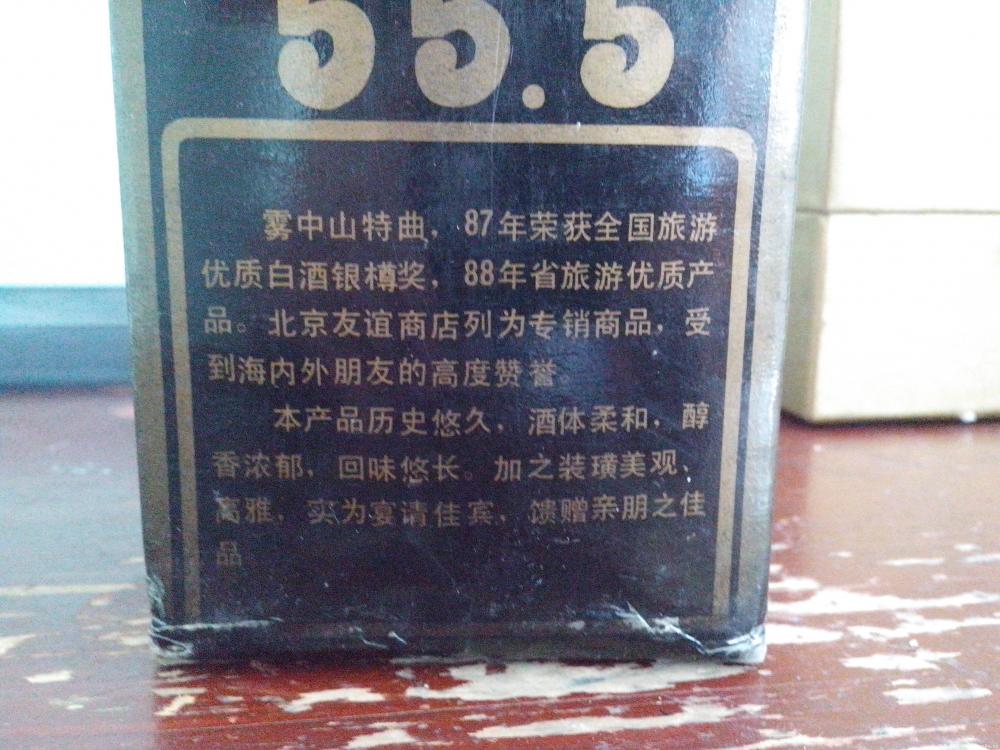 55.5
雾中山特曲，87年荣获全国旅游
优质白酒银樽奖，88年省旅游优质产
品。北京友谊商店列为专销商品，受
到海内外朋友的高度赞誉。
本产品历史悠久，酒体柔和，醇
香浓郁，回味悠长。加之装璜美观、
高雅，实为宴请佳宾，馈赠亲朋之佳
品